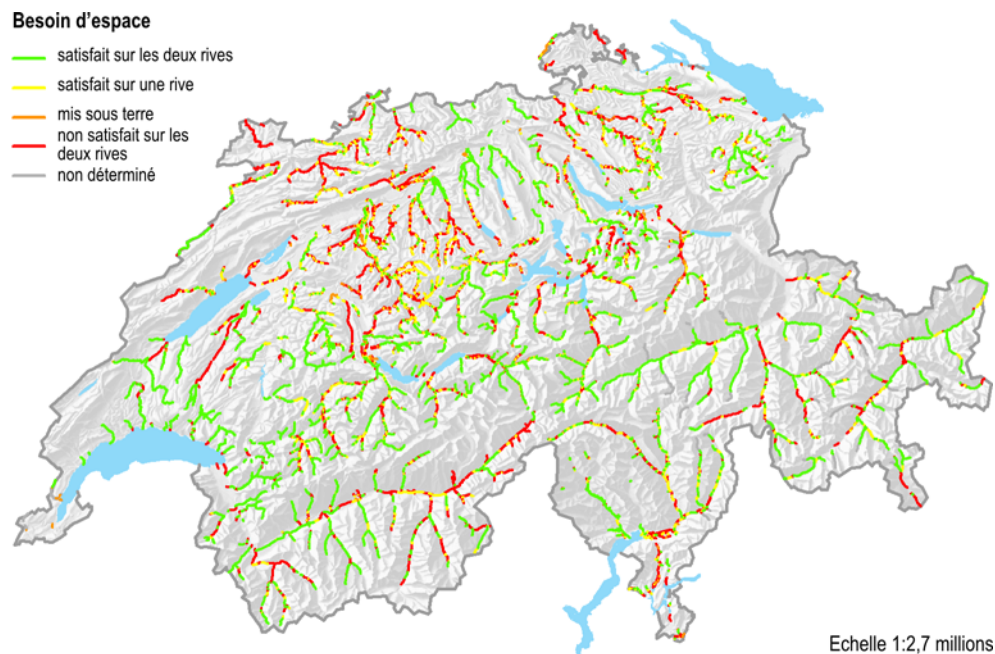 Besoin d'espace
satisfait sur les deux rives
satisfait sur une rive
mis sous terre
non satisfait sur les
deux rives
non déterminé
Echelle 1:2,7 millions